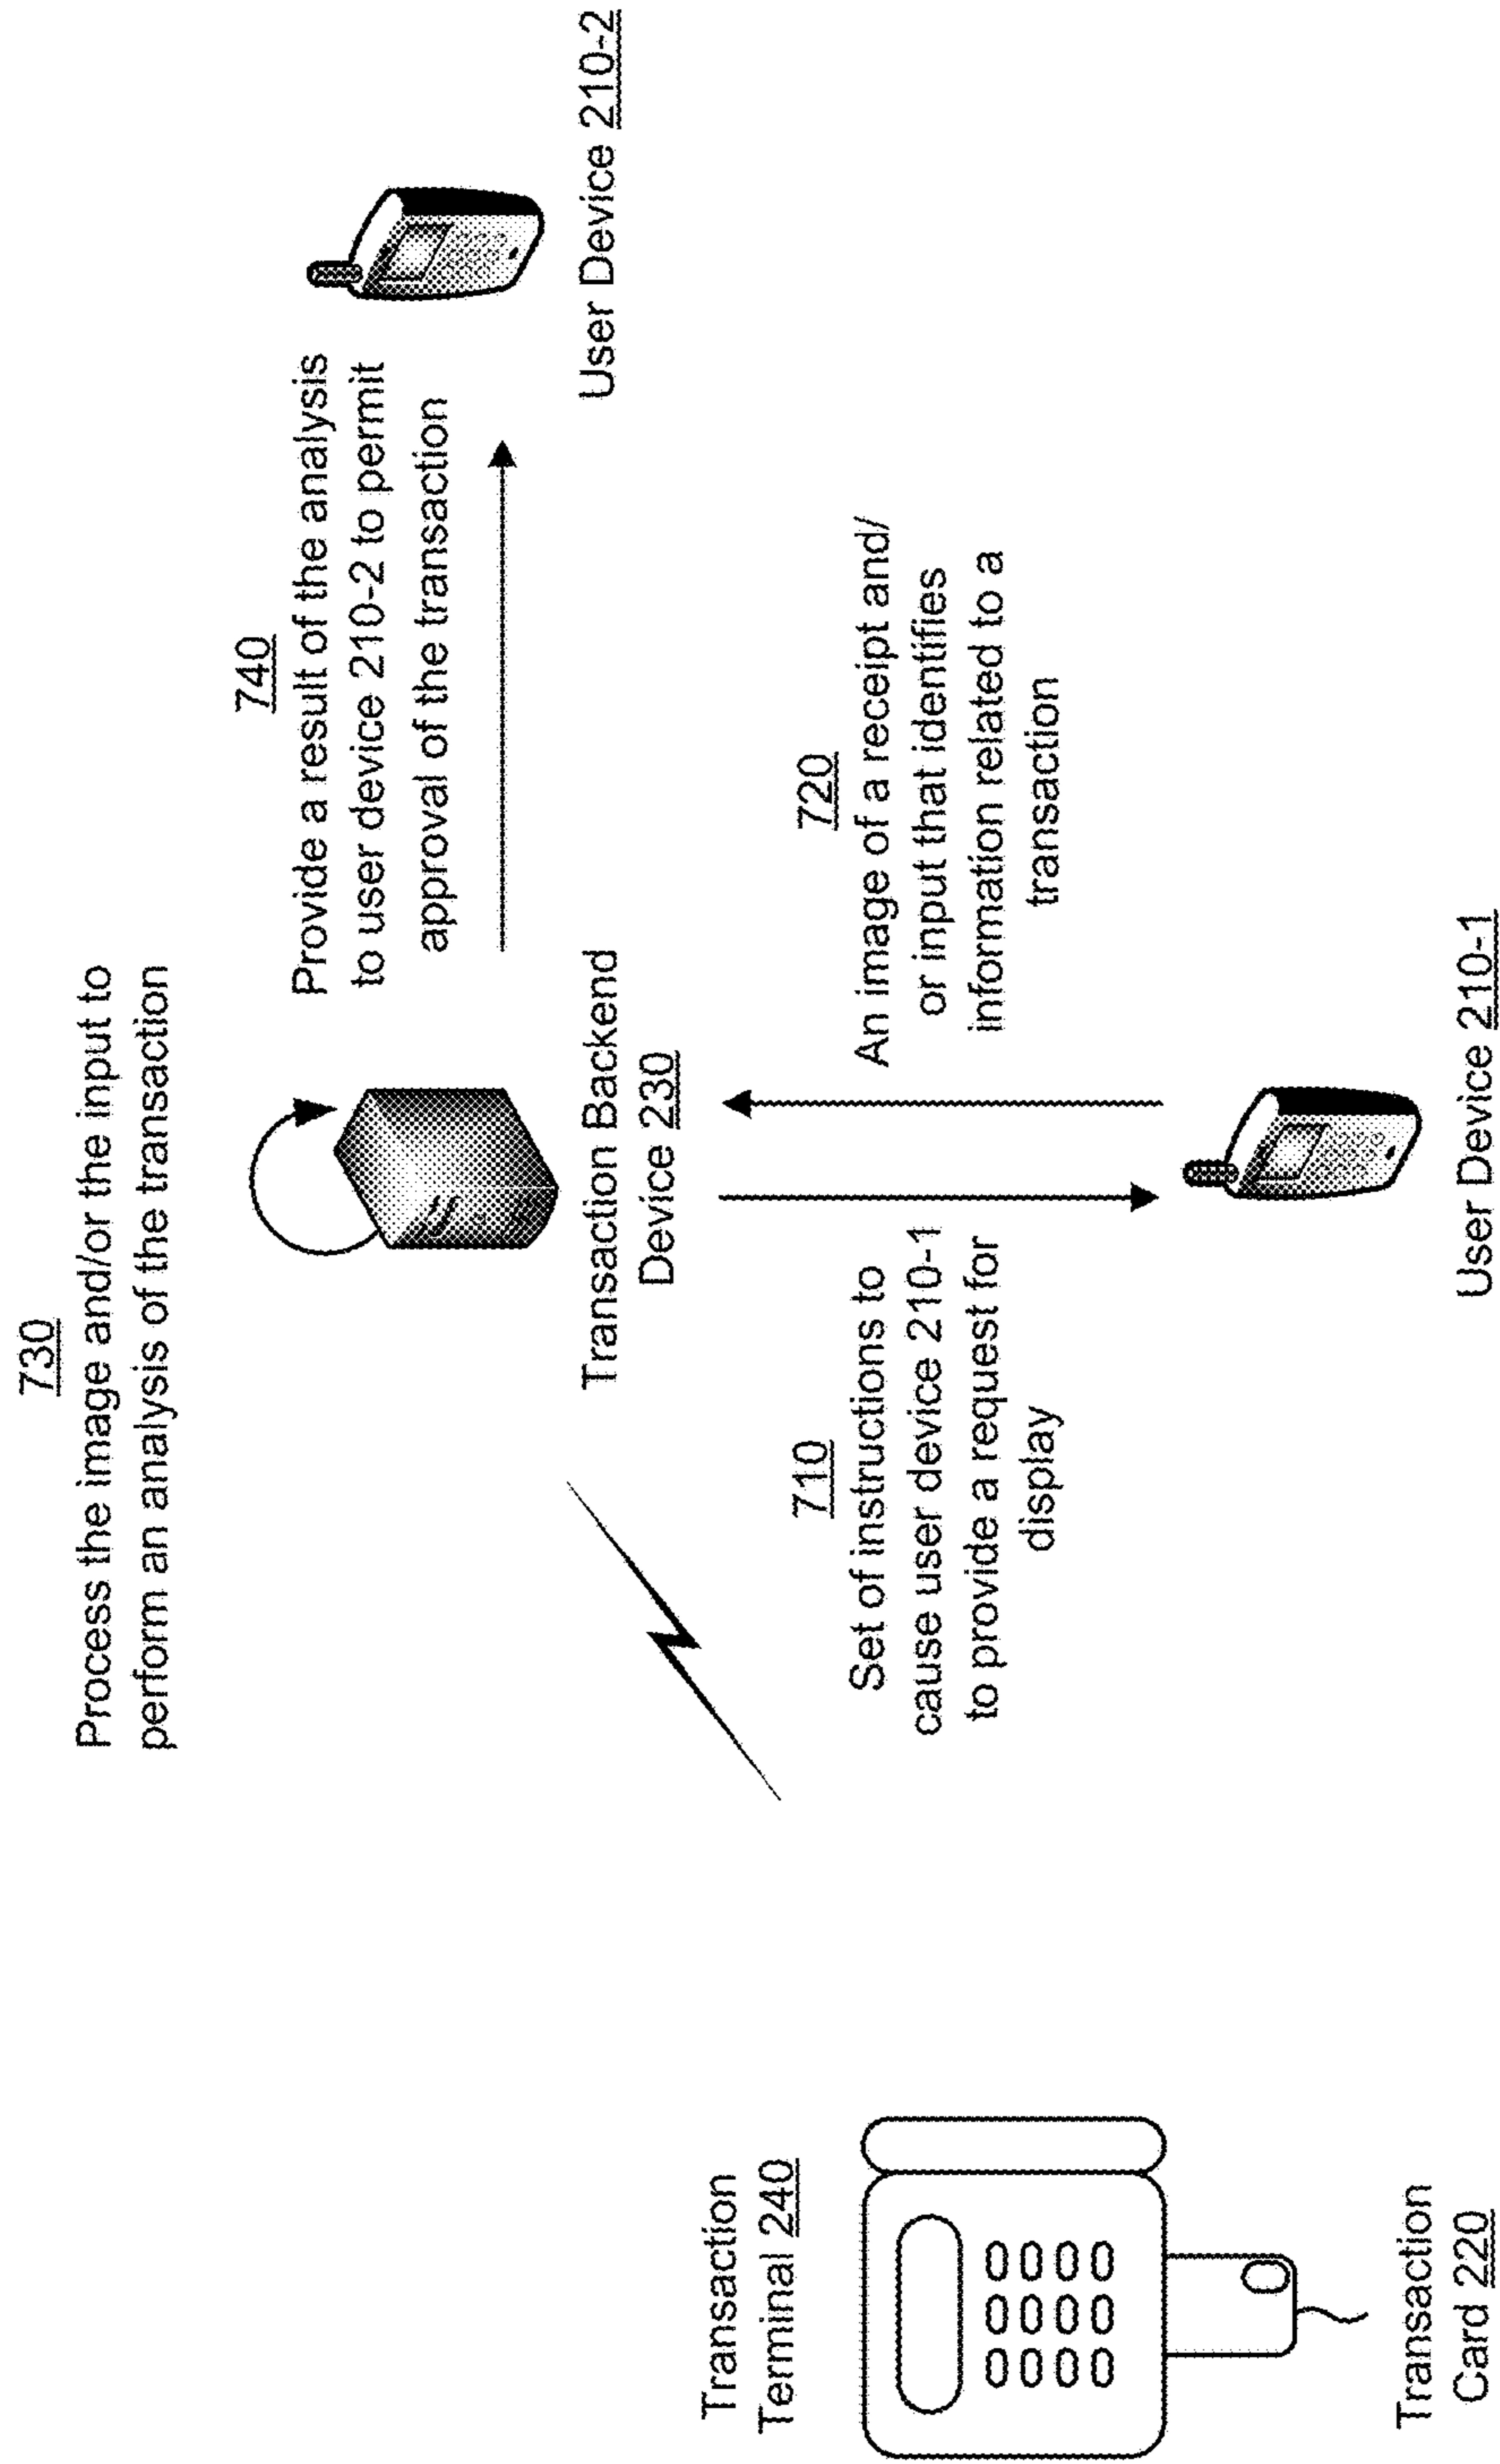 730
Process the image and/or the input to
perform an analysis of the transaction
740
Provide a result of the analysis
to user device 210-2 to permit
approval of the transaction
Transaction Backend
Device 230
User Device 210-2
Transaction
Terminal 240
710
Set of instructions to
cause user device 210-1
to provide a request for
display
720
An image of a receipt and/
or input that identifies
information related to a
transaction
Transaction
Card 220
User Device 210-1